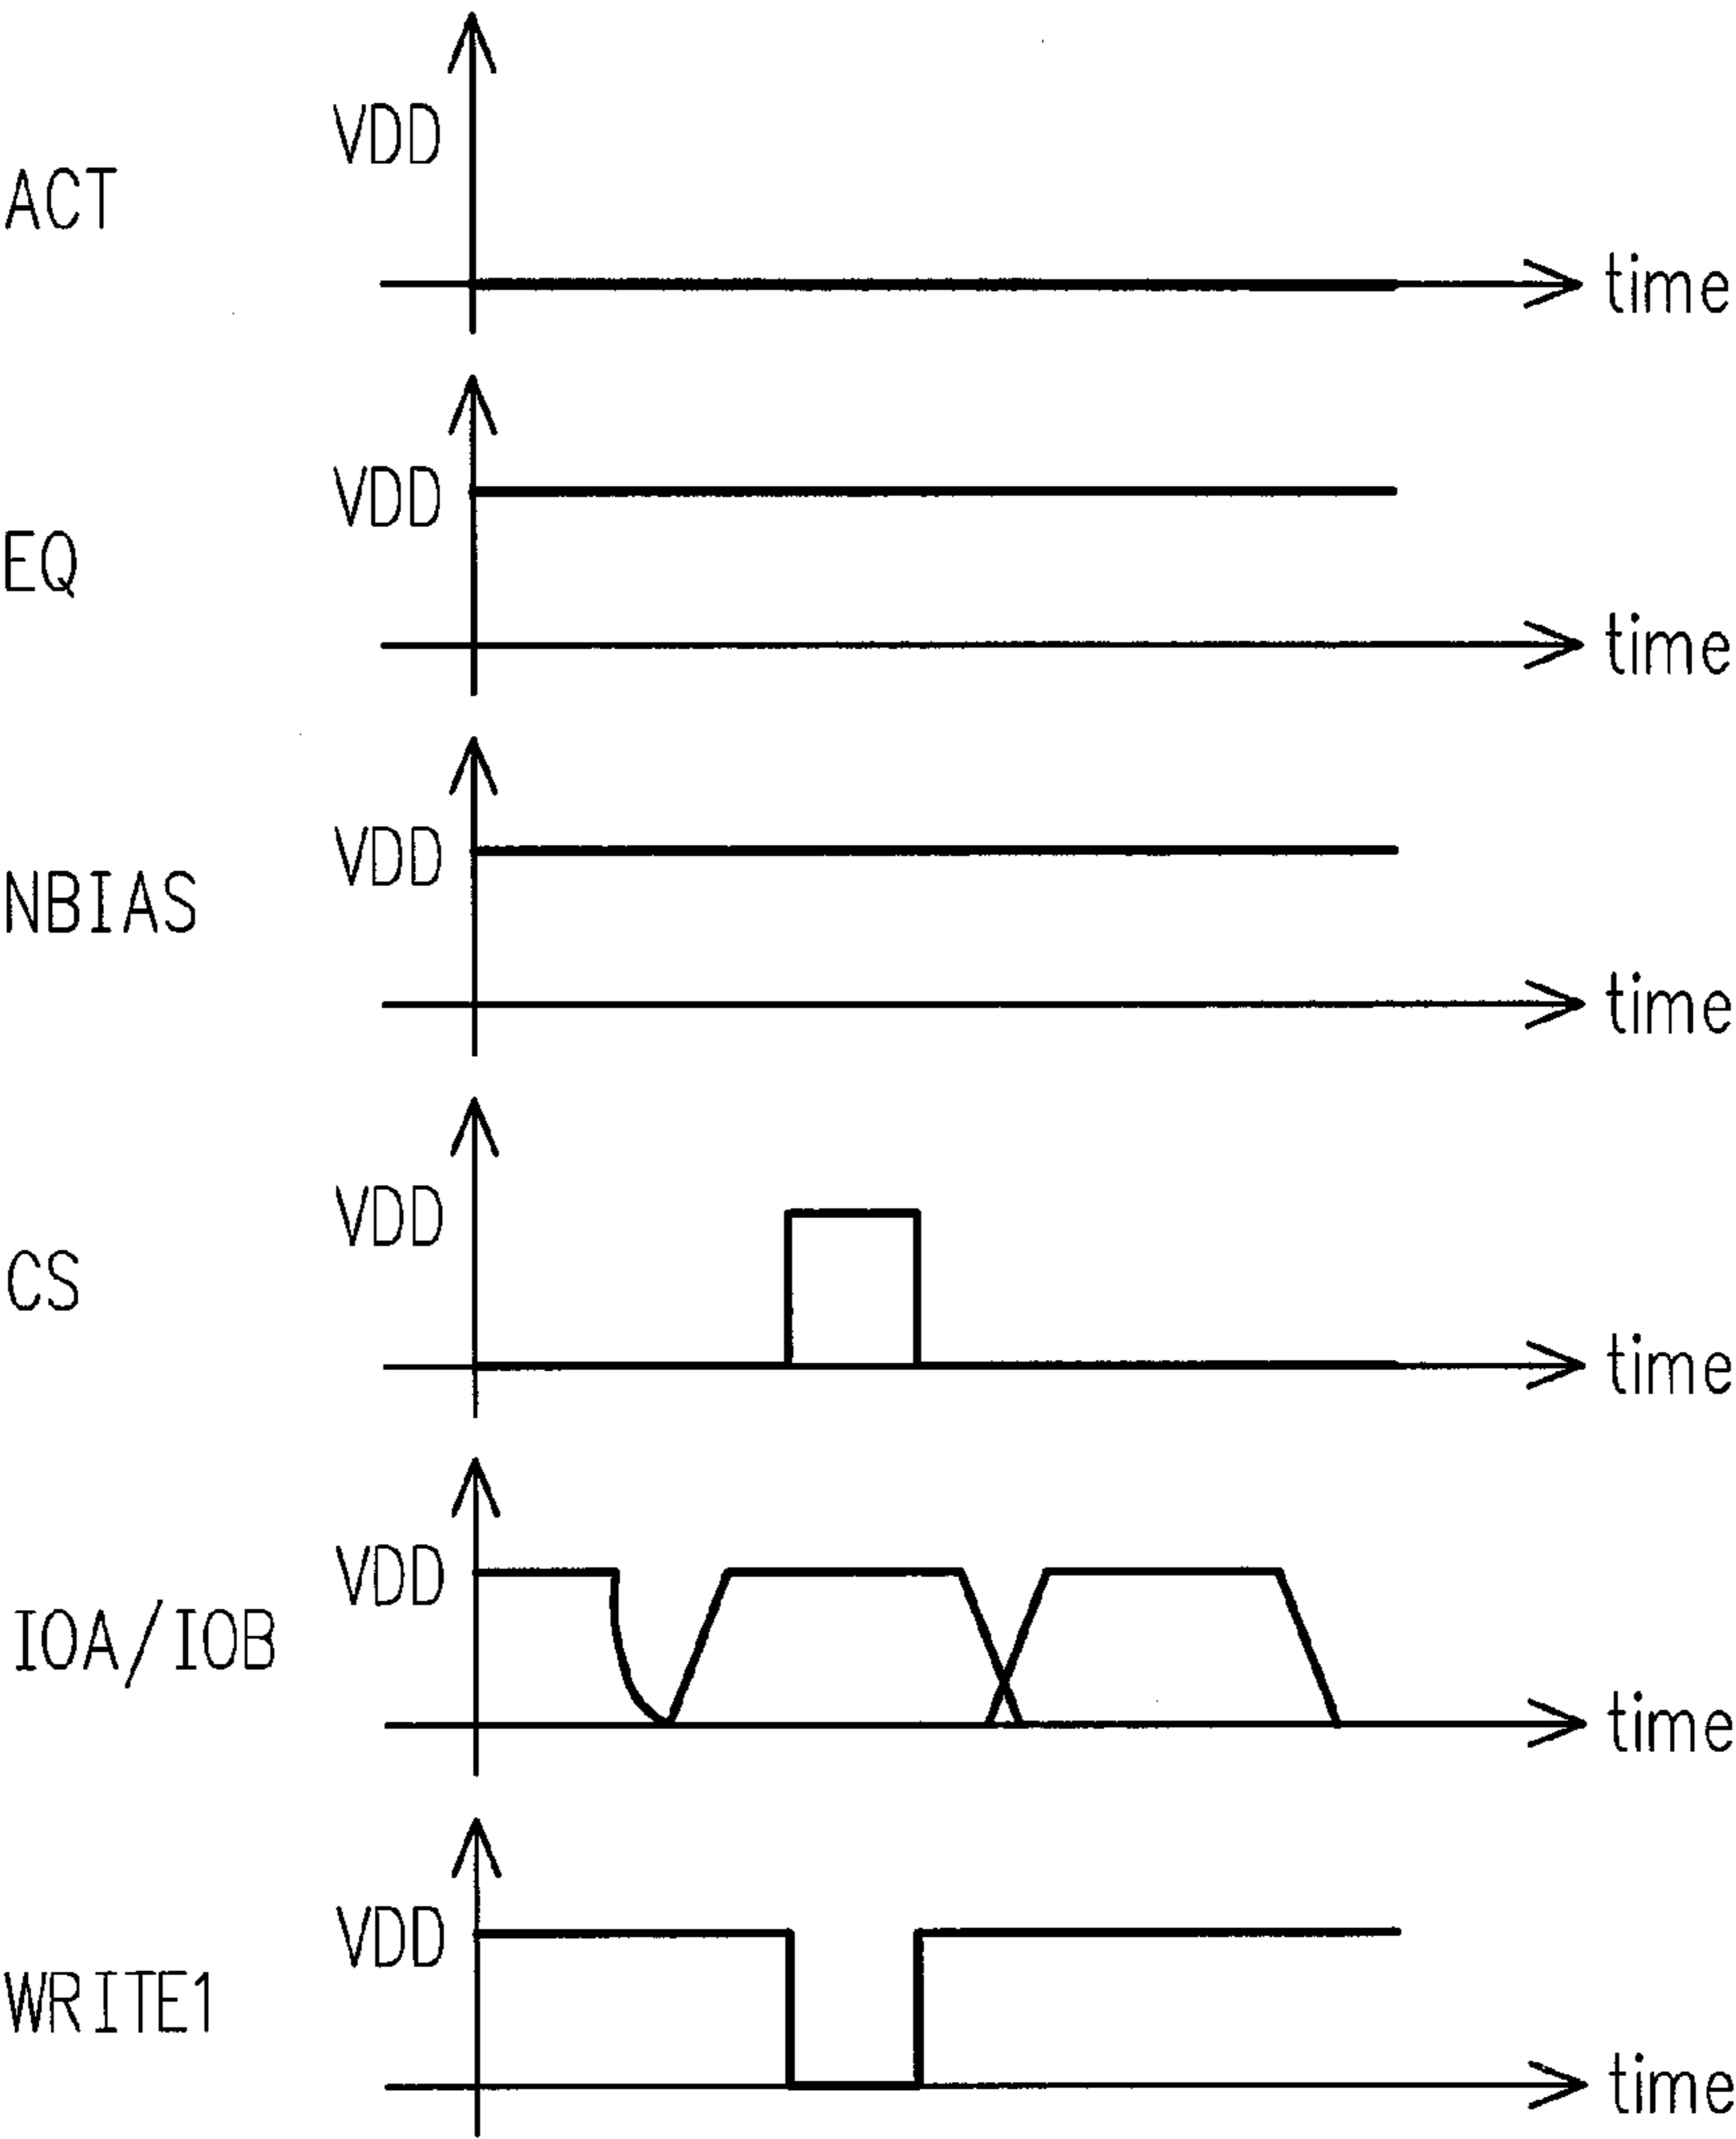 VDD
ACT
time
VDD
EQ
time
VDD
NBIAS
time
VDD
CS
time
VDD
IOA/IOB
time
VDD
WRITE1
time